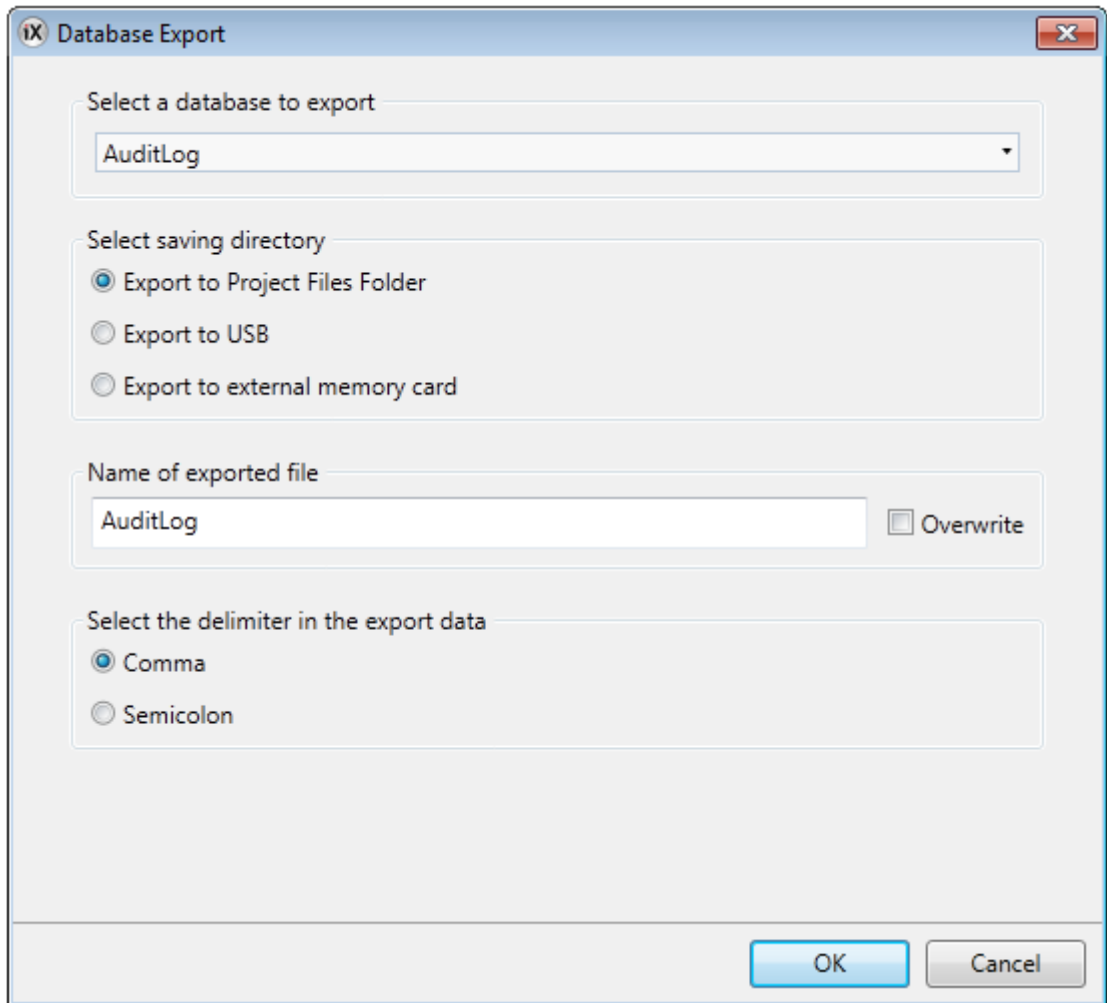 iX Database Export
Select a database to export
AuditLog
Select saving directory
Export to Project Files Folder
Export to USB
Export to external memory card
Name of exported file
AuditLog Overwrite
Select the delimiter in the export data
Comma
Semicolon
OK Cancel